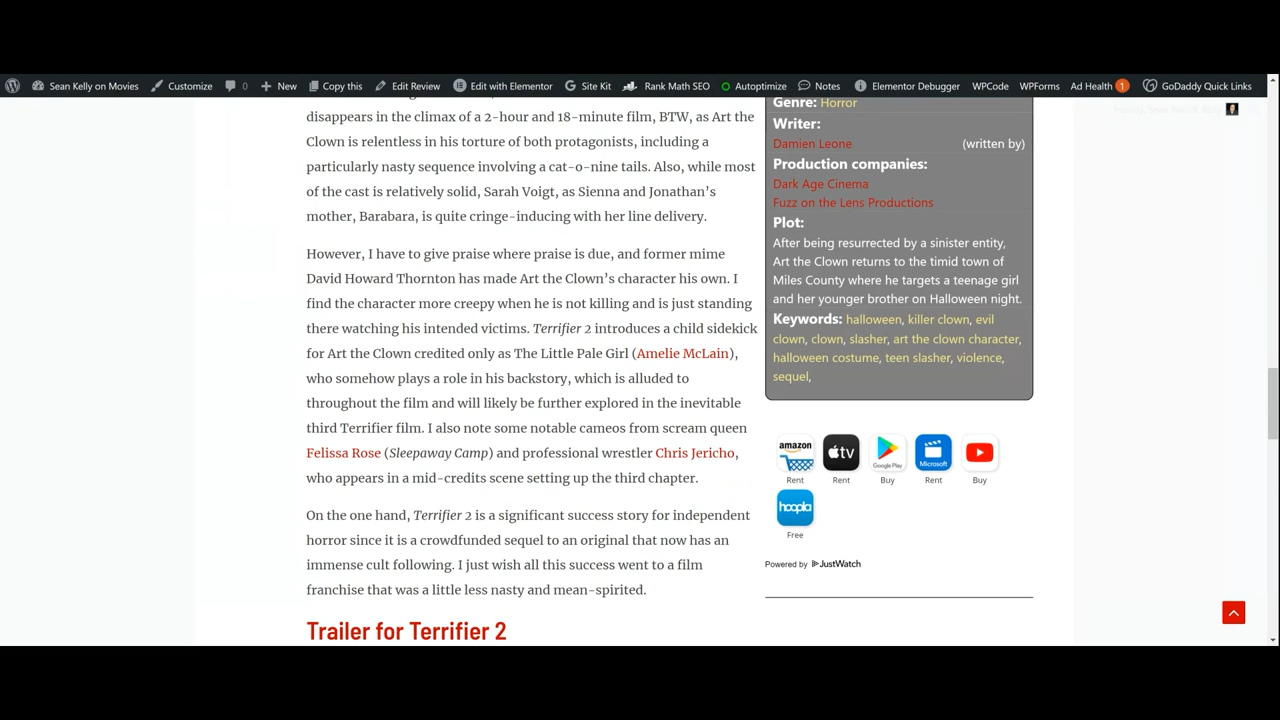 Sean Kelly on Movies Customize 0 New Copy this Edit Review Edit with Elementor Site Kit Rank Math SEO Autoptimize Notes Elementor Debugger WPCode WPForms Ad Health 1 GoDaddy Quick Links
disappears in the climax of a 2-hour and 18-minute film, BTW, as Art the
Clown is relentless in his torture of both protagonists, including a
particularly nasty sequence involving a cat-o-nine tails. Also, while most
of the cast is relatively solid, Sarah Voigt, as Sienna and Jonathan's
mother, Barabara, is quite cringe-inducing with her line delivery.
However, I have to give praise where praise is due, and former mime
David Howard Thornton has made Art the Clown's character his own. I
find the character more creepy when he is not killing and is just standing
there watching his intended victims. Terrifier 2 introduces a child sidekick
for Art the Clown credited only as The Little Pale Girl (Amelie McLain),
who somehow plays a role in his backstory, which is alluded to
throughout the film and will likely be further explored in the inevitable
third Terrifier film. I also note some notable cameos from scream queen
Felissa Rose (Sleepaway Camp) and professional wrestler Chris Jericho,
who appears in a mid-credits scene setting up the third chapter.
On the one hand, Terrifier 2 is a significant success story for independent
horror since it is a crowdfunded sequel to an original that now has an
immense cult following. I just wish all this success went to a film
franchise that was a little less nasty and mean-spirited.
Trailer for Terrifier 2
Genre: Horror
Writer:
Damien Leone (written by)
Production companies:
Dark Age Cinema
Fuzz on the Lens Productions
Plot:
After being resurrected by a sinister entity,
Art the Clown returns to the timid town of
Miles County where he targets a teenage girl
and her younger brother on Halloween night.
Keywords: halloween, killer clown, evil
clown, clown, slasher, art the clown character,
halloween costume, teen slasher, violence,
sequel,
amazon tv Google Play Microsoft
Rent Rent Buy Rent Buy
hoopla
Free
Powered by JustWatch